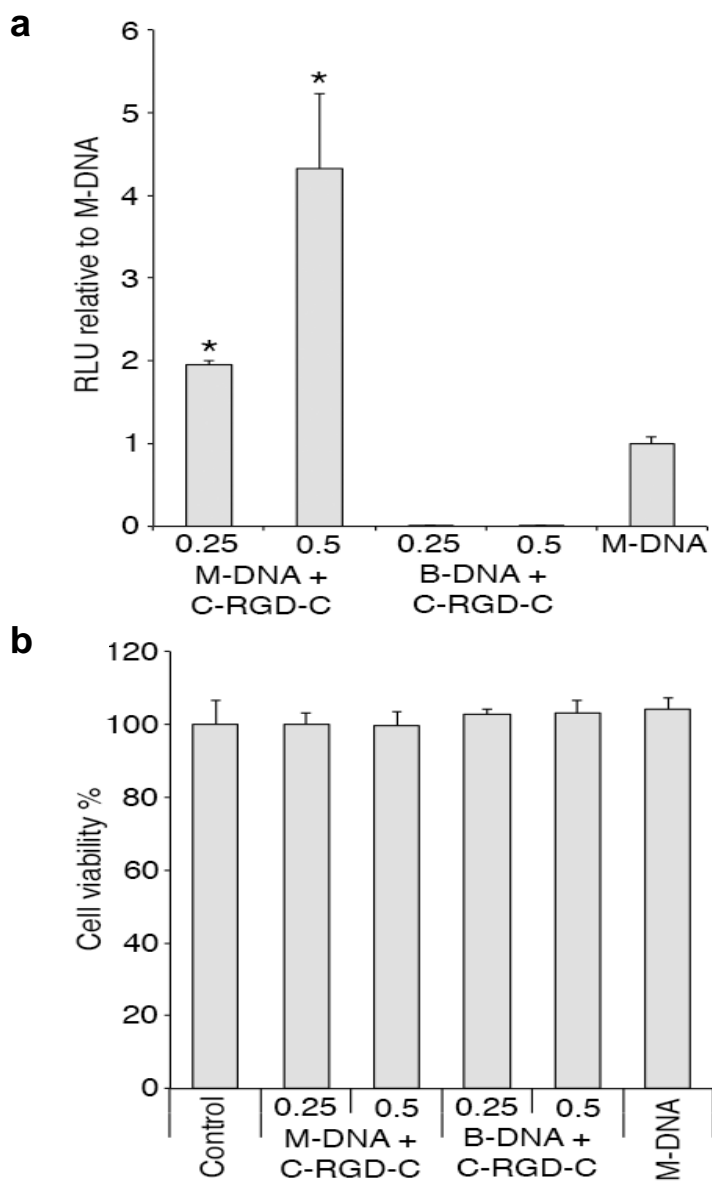 a
6
5
4
3
2
1
0
RLU relative to M-DNA
*
*
0.25 0.5 0.25 0.5 M-DNA
M-DNA + B-DNA +
C-RGD-C C-RGD-C
b
120
100
80
60
40
20
0
Cell viability %
Control
0.25 0.5 0.25 0.5
M-DNA + B-DNA +
C-RGD-C C-RGD-C
M-DNA